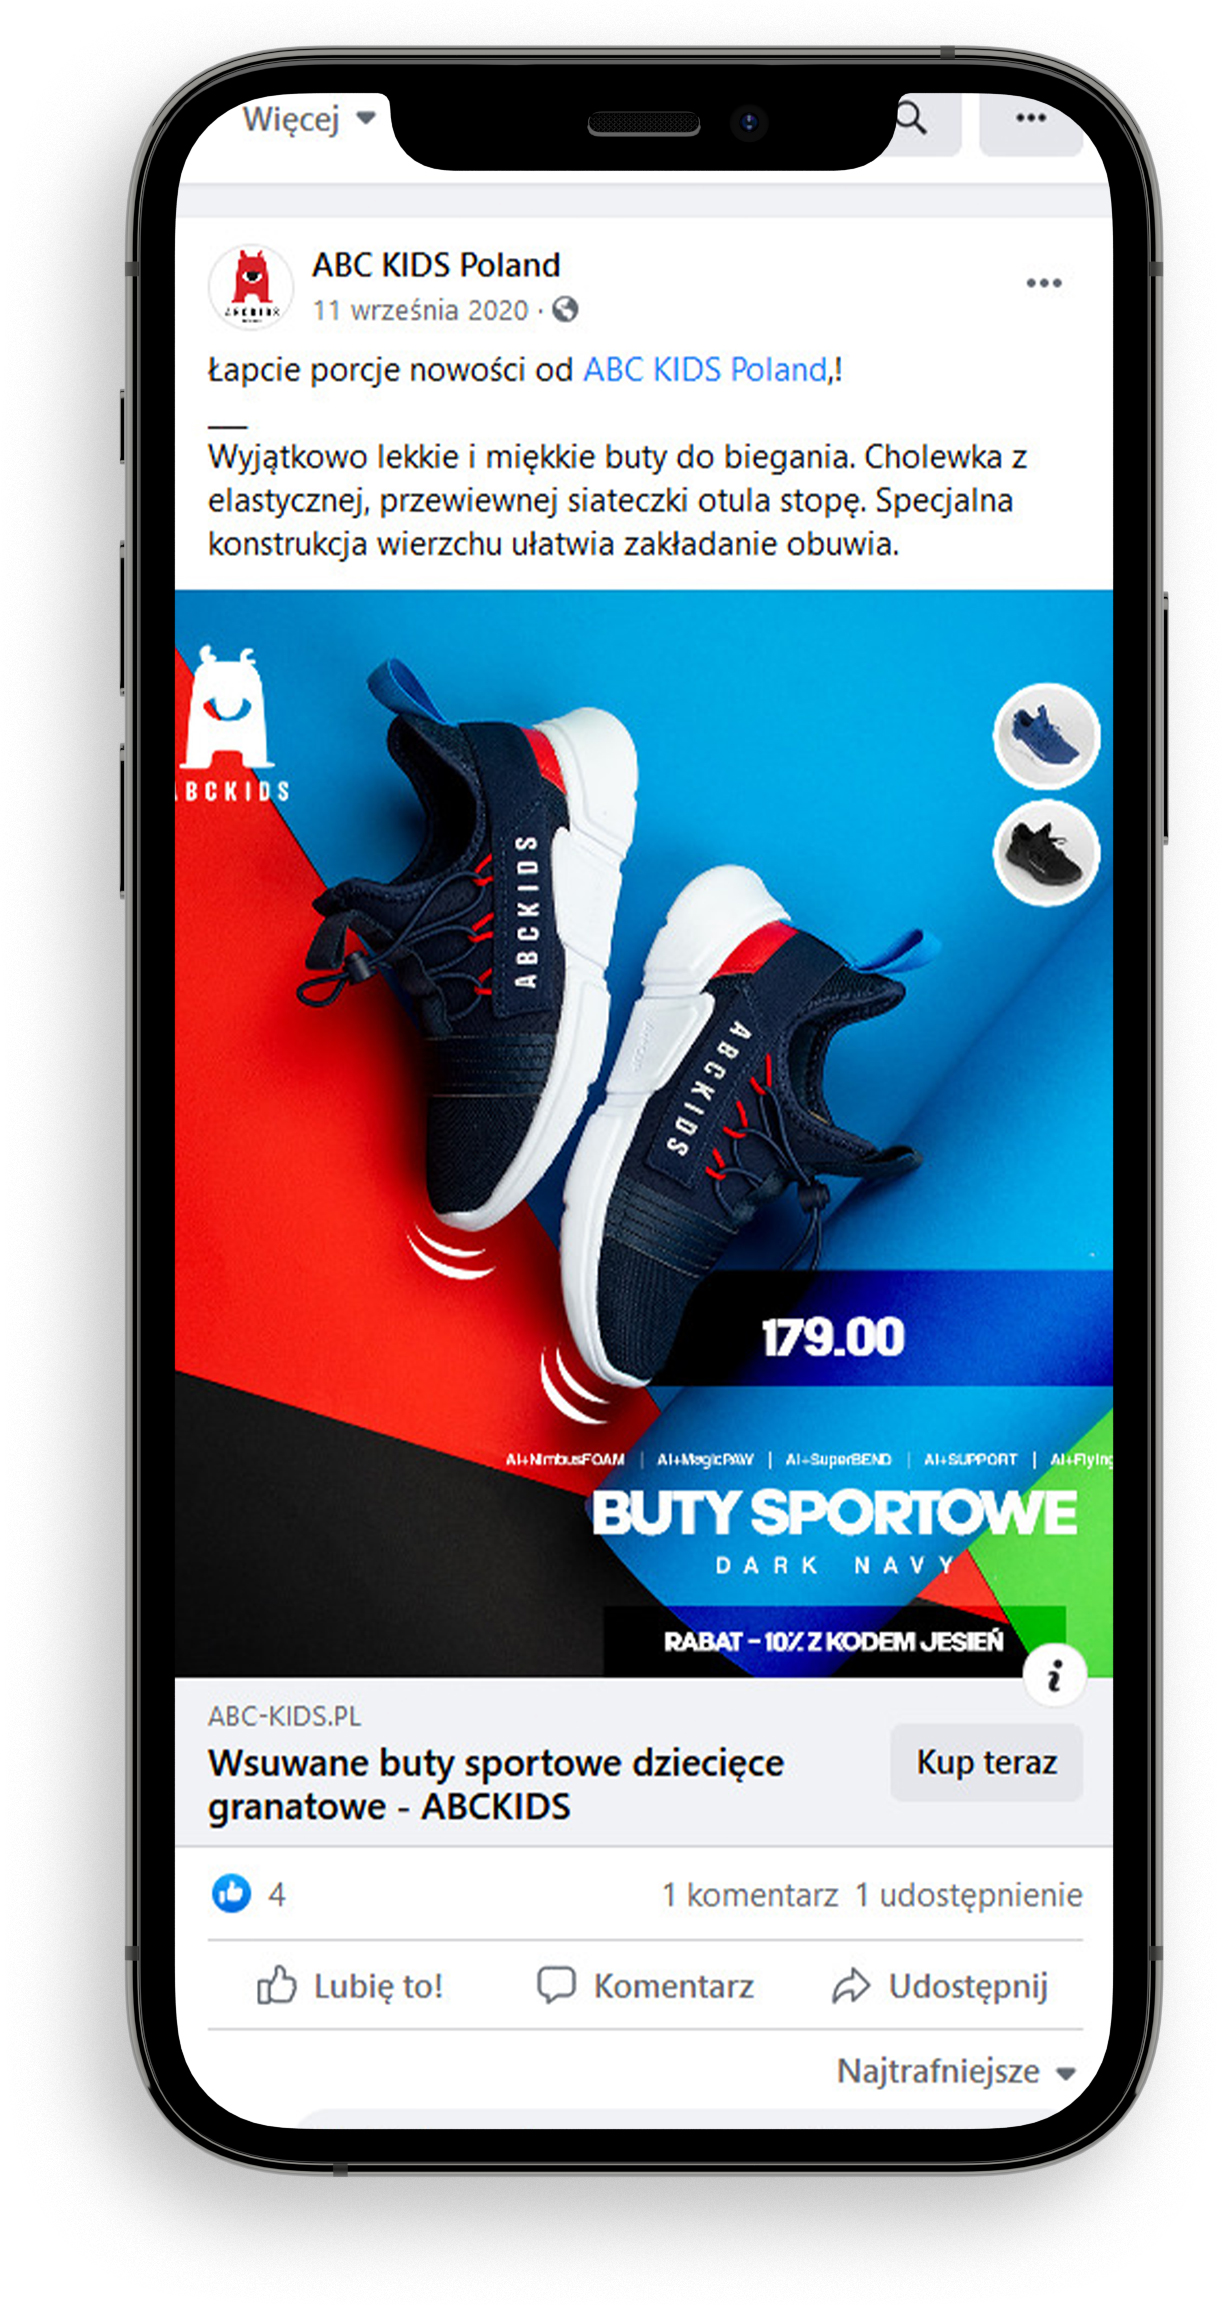 Więcej
ABC KIDS Poland
11 września 2020 ·
Łapcie porcje nowości od ABC KIDS Poland,!
__
Wyjątkowo lekkie i miękkie buty do biegania. Cholewka z
elastycznej, przewiewnej siateczki otula stopę. Specjalna
konstrukcja wierzchu ułatwia zakładanie obuwia.
ABCKIDS
ABCKIDS
ABCKIDS
179.00
AI+NimbusFOAM | AI+MagicPAW | AI+SuperBEND | AI+SUPPORT | AI+Flying
BUTY SPORTOWE
DARK NAVY
RABAT – 10% Z KODEM JESIEŃ
ABC-KIDS.PL
Wsuwane buty sportowe dziecięce
granatowe - ABCKIDS
Kup teraz
4
1 komentarz 1 udostępnienie
Lubię to!
Komentarz
Udostępnij
Najtrafniejsze